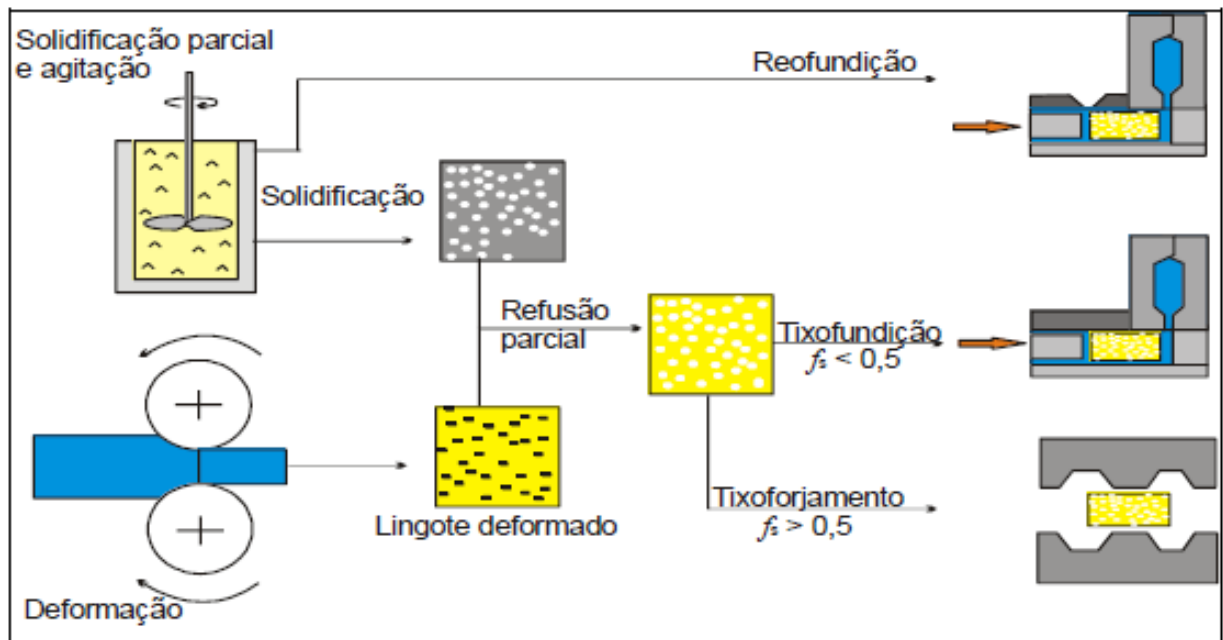 Solidificação parcial
e agitação
Reofundição
Solidificação
Refusão
parcial
Tixofundição
fs < 0,5
Lingote deformado
Tixoforjamento
fs > 0,5
Deformação